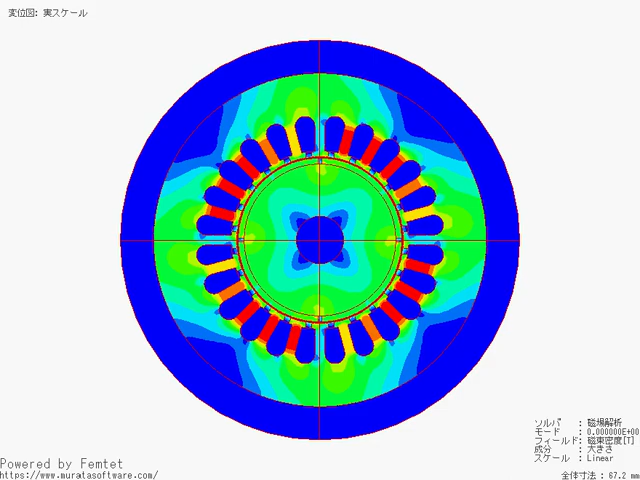 変位図: 実スケール
ソルバ : 磁場解析
モード : 0.000000E+00
フィールド: 磁束密度[T]
成分 : 大きさ
スケール : Linear
Powered by Femtet
https://www.muratasoftware.com/
全体寸法 : 67.2 mm